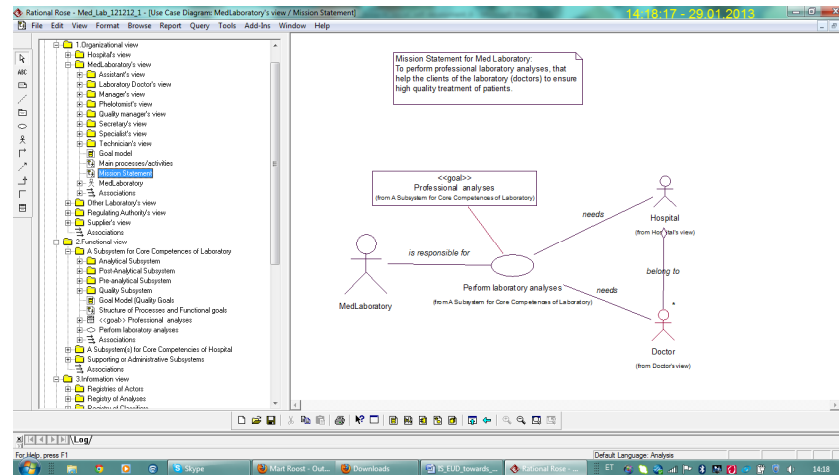 Rational Rose - Med_Lab_121212_1 - [Use Case Diagram: MedLaboratory's view / Mission Statement]
14:18:17 - 29.01.2013
File Edit View Format Browse Report Query Tools Add-Ins Window Help
ABC
1.Organizational view
Hospital's view
MedLaboratory's view
Assistant's view
Laboratory Doctor's view
Manager's view
Phelotomist's view
Quality manager's view
Secretary's view
Specialist's view
Technician's view
Goal model
Main processes/activities
Mission Statement
MedLaboratory
Associations
Other Laboratory's view
Regulating Authority's view
Supplier's view
Associations
2.Functional view
A Subsystem for Core Competences of Laboratory
Analytical Subsystem
Post-Analytical Subsystem
Pre-analytical Subsystem
Quality Subsystem
Goal Model (Quality Goals
Structure of Processes and Functional goals
<<goal>> Professional analyses
Perform laboratory analyses
Associations
A Subsystem(s) for Core Competencies of Hospital
Supporting or Administrative Subsystems
Associations
3.Information view
Registries of Actors
Registry of Analyses
Registry of Classifiers
Mission Statement for Med Laboratory:
To perform professional laboratory analyses, that
help the clients of the laboratory (doctors) to ensure
high quality treatment of patients.
<<goal>>
Professional analyses
(from A Subsystem for Core Competences of Laboratory)
needs
Hospital
(from Hospital's view)
is responsible for
belong to
MedLaboratory
Perform laboratory analyses
(from A Subsystem for Core Competences of Laboratory)
needs
*
Doctor
(from Doctor's view)
Log
For Help, press F1
Default Language: Analysis
Skype
Mart Roost - Out...
Downloads
IS_EUD_towards_...
Rational Rose - ...
ET
14:18